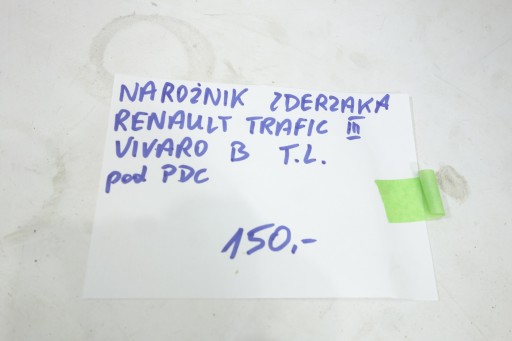 NAROŻNIK ZDERZAKA
RENAULT TRAFIC III
VIVARO B T.L.
pod PDC
150,-